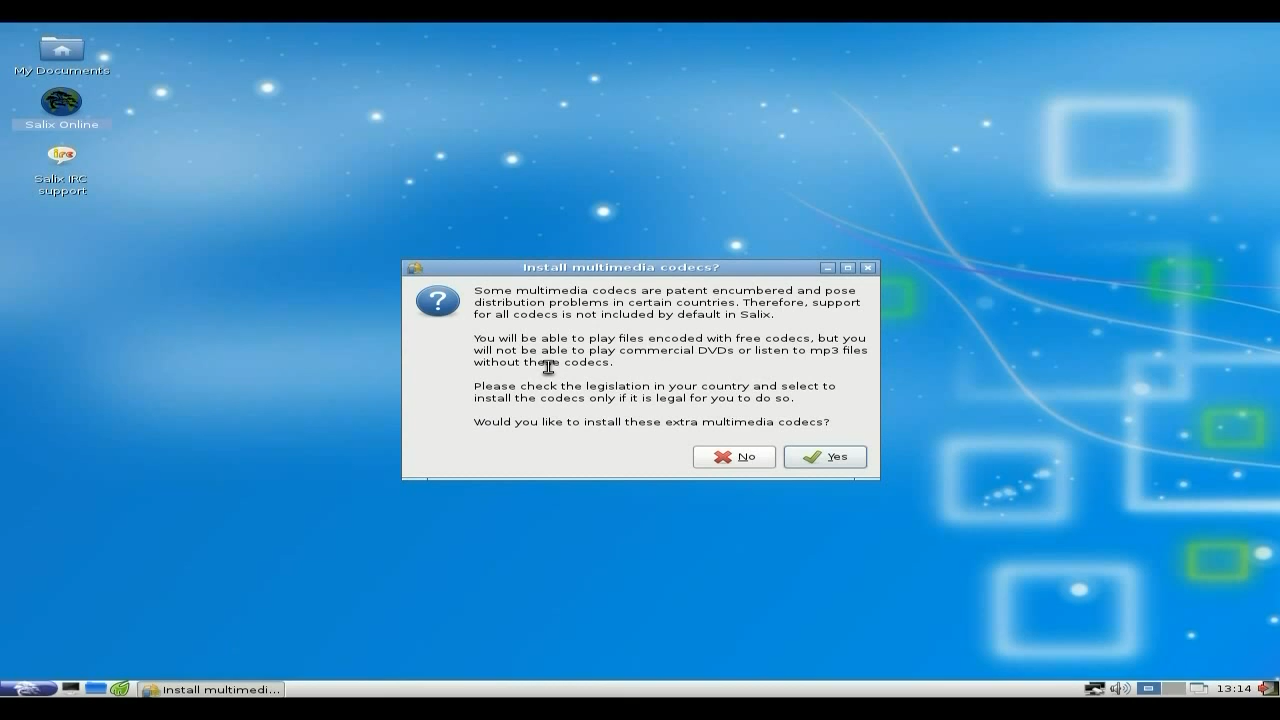 My Documents
Salix Online
irc
Salix IRC
support
Install multimedia codecs?
Some multimedia codecs are patent encumbered and pose
distribution problems in certain countries. Therefore, support
for all codecs is not included by default in Salix.
You will be able to play files encoded with free codecs, but you
will not be able to play commercial DVDs or listen to mp3 files
without these codecs.
Please check the legislation in your country and select to
install the codecs only if it is legal for you to do so.
Would you like to install these extra multimedia codecs?
No
Yes
Install multimedi...
13:14